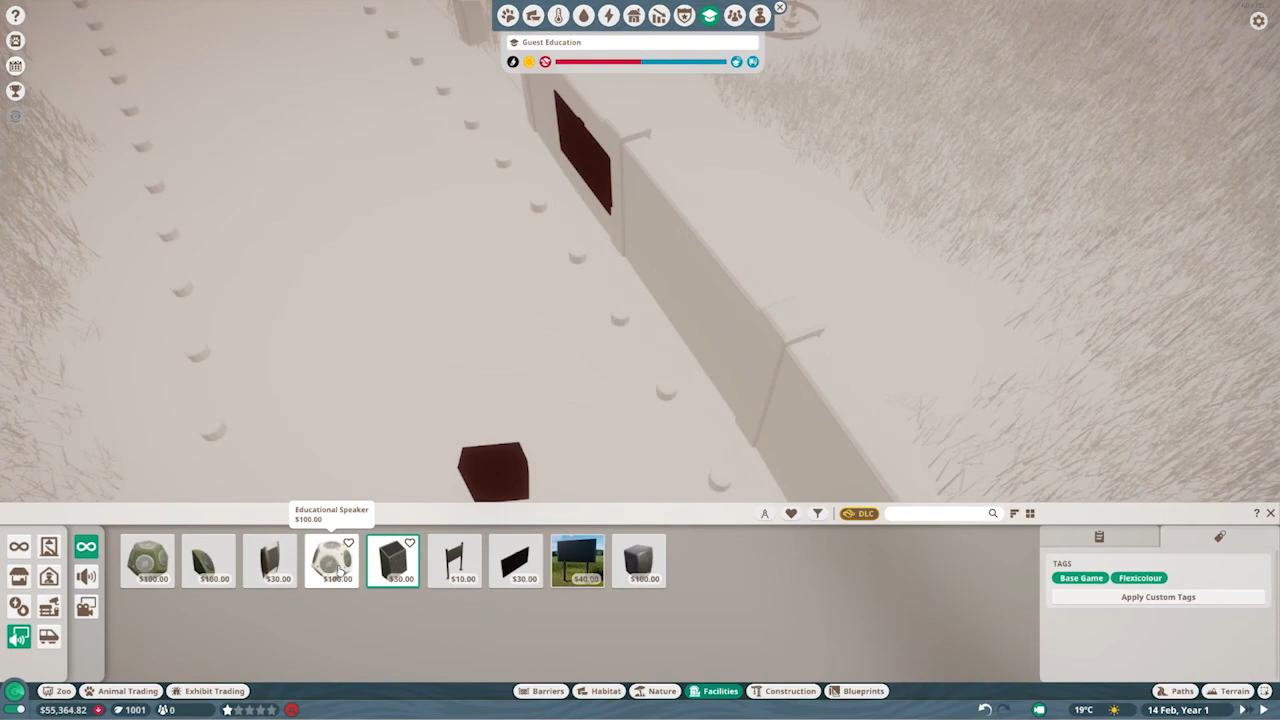 Guest Education
Educational Speaker
$100.00
DLC
$100.00
$100.00
$30.00
$100.00
$30.00
$10.00
$30.00
$40.00
$100.00
TAGS
Base Game
Flexicolour
Apply Custom Tags
Zoo
Animal Trading
Exhibit Trading
Barriers
Habitat
Nature
Facilities
Construction
Blueprints
Paths
Terrain
$55,364.82
1001
0
19°C
14 Feb, Year 1